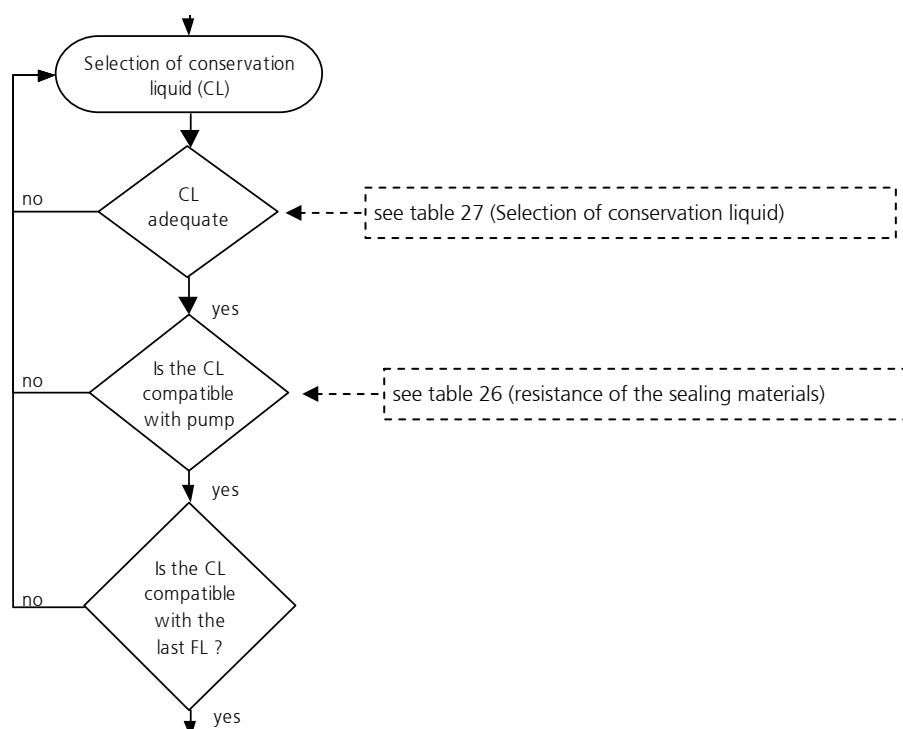 Selection of conservation
liquid (CL)
no
CL
adequate
see table 27 (Selection of conservation liquid)
yes
no
Is the CL
compatible
with pump
see table 26 (resistance of the sealing materials)
yes
no
Is the CL
compatible
with the
last FL ?
yes